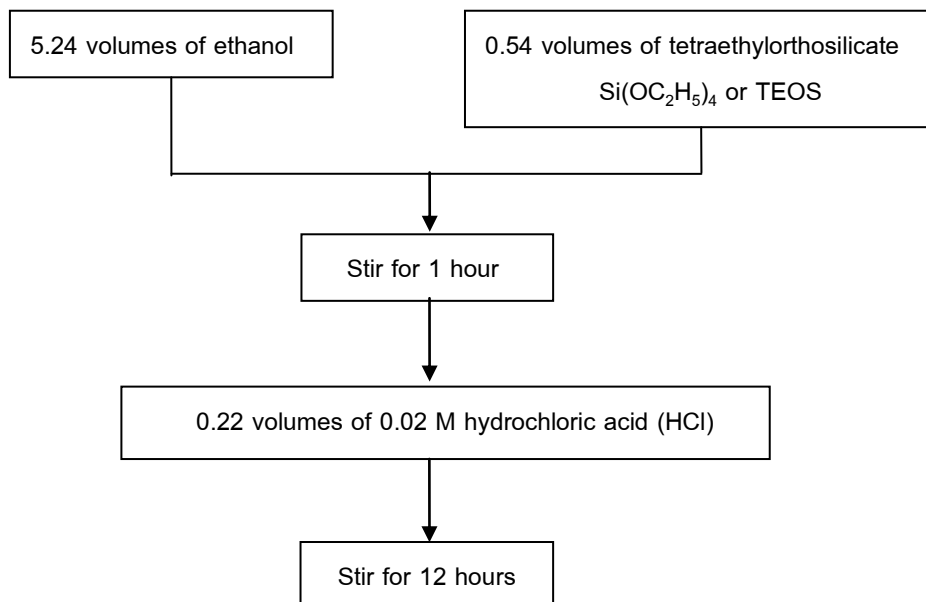 5.24 volumes of ethanol
0.54 volumes of tetraethylorthosilicate
Si(OC₂H₅)₄ or TEOS
Stir for 1 hour
0.22 volumes of 0.02 M hydrochloric acid (HCl)
Stir for 12 hours